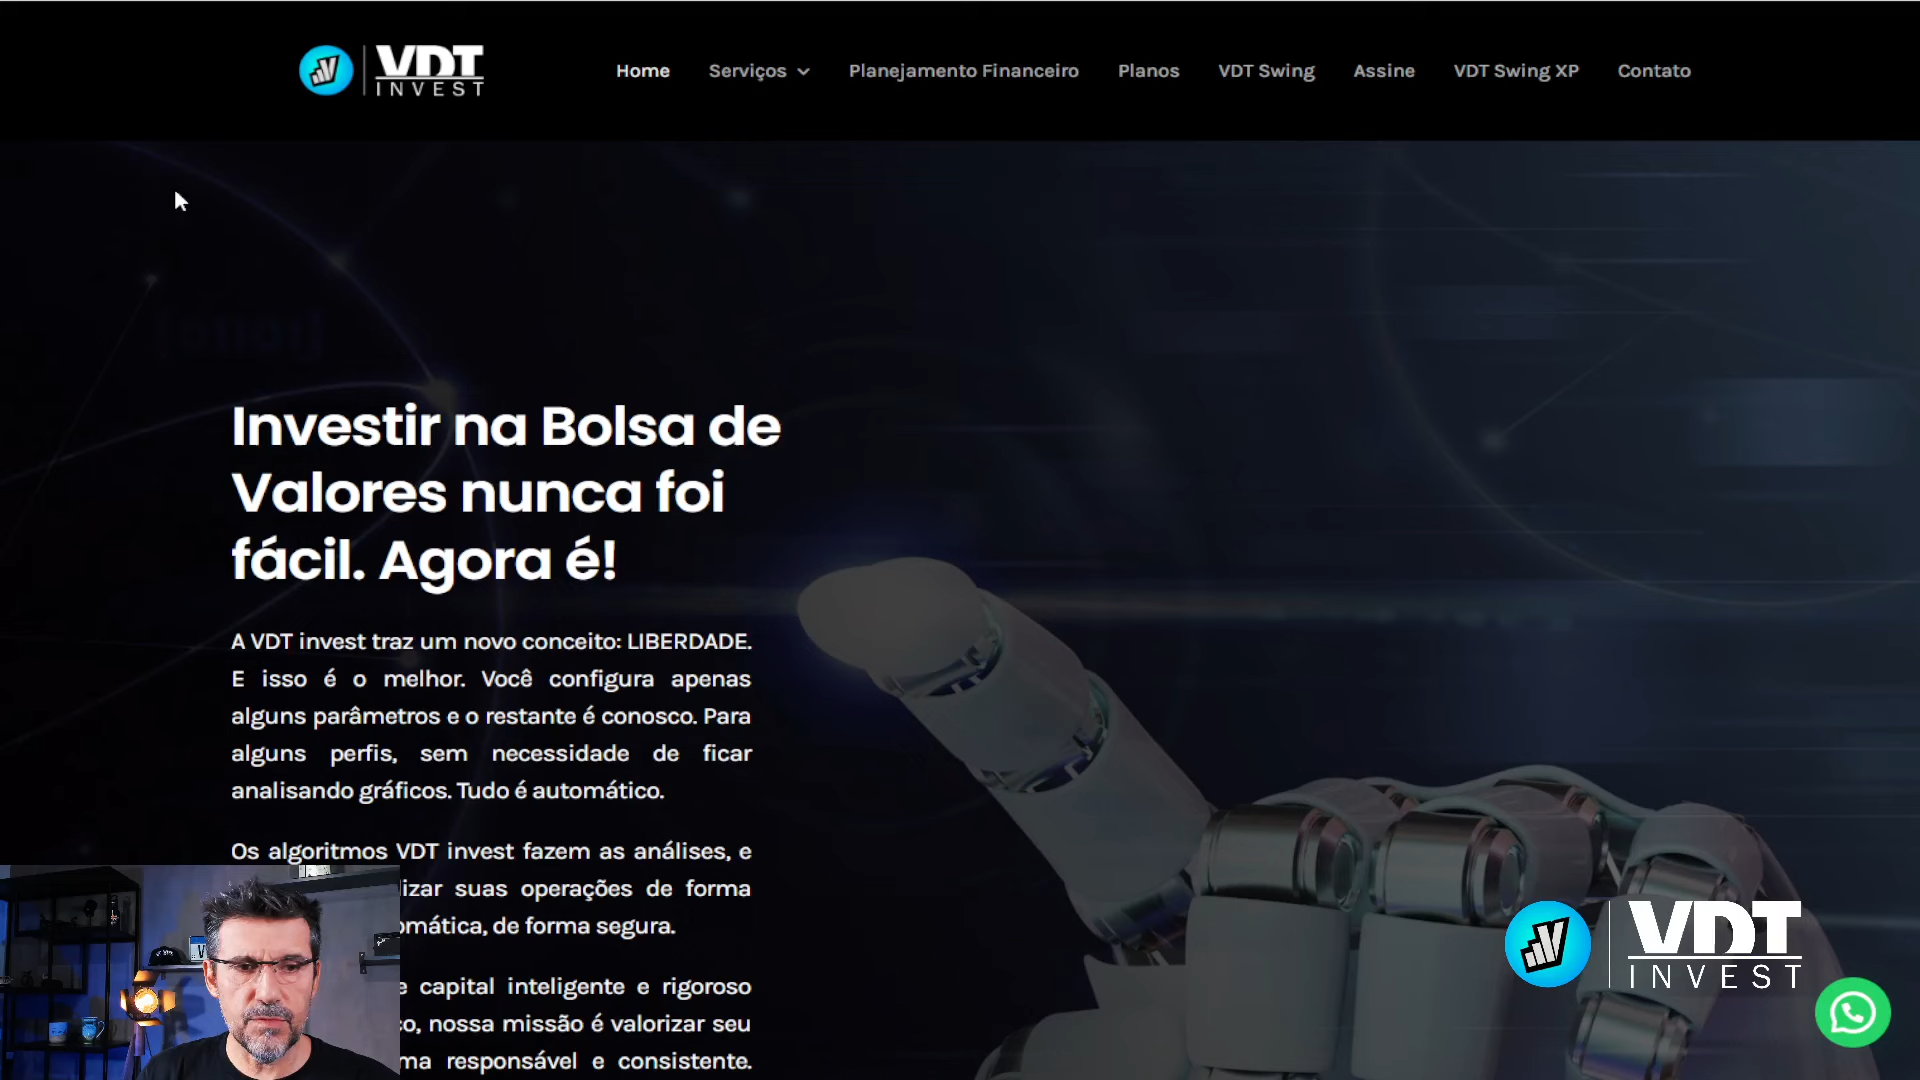 VDT
INVEST
Home
Serviços
Planejamento Financeiro
Planos
VDT Swing
Assine
VDT Swing XP
Contato
Investir na Bolsa de
Valores nunca foi
fácil. Agora é!
A VDT invest traz um novo conceito: LIBERDADE.
E isso é o melhor. Você configura apenas
alguns parâmetros e o restante é conosco. Para
alguns perfis, sem necessidade de ficar
analisando gráficos. Tudo é automático.
Os algoritmos VDT invest fazem as análises, e
suas operações de forma
de forma segura.
capital inteligente e rigoroso
nossa missão é valorizar seu
responsável e consistente.
VDT
INVEST